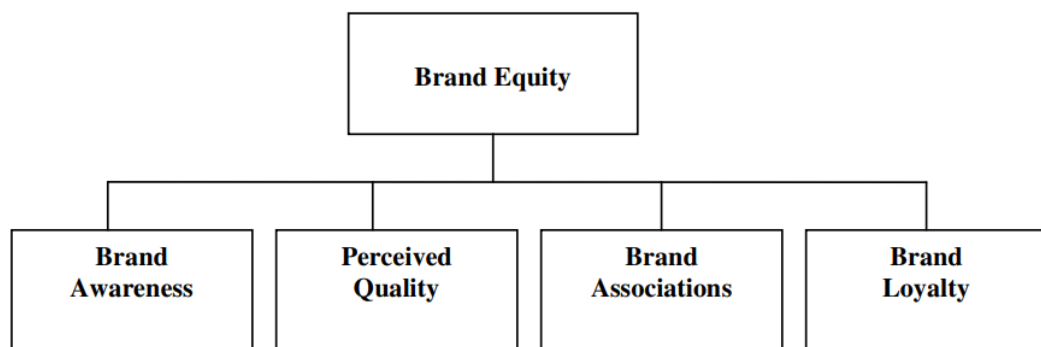 Brand Equity
Brand
Awareness
Perceived
Quality
Brand
Associations
Brand
Loyalty